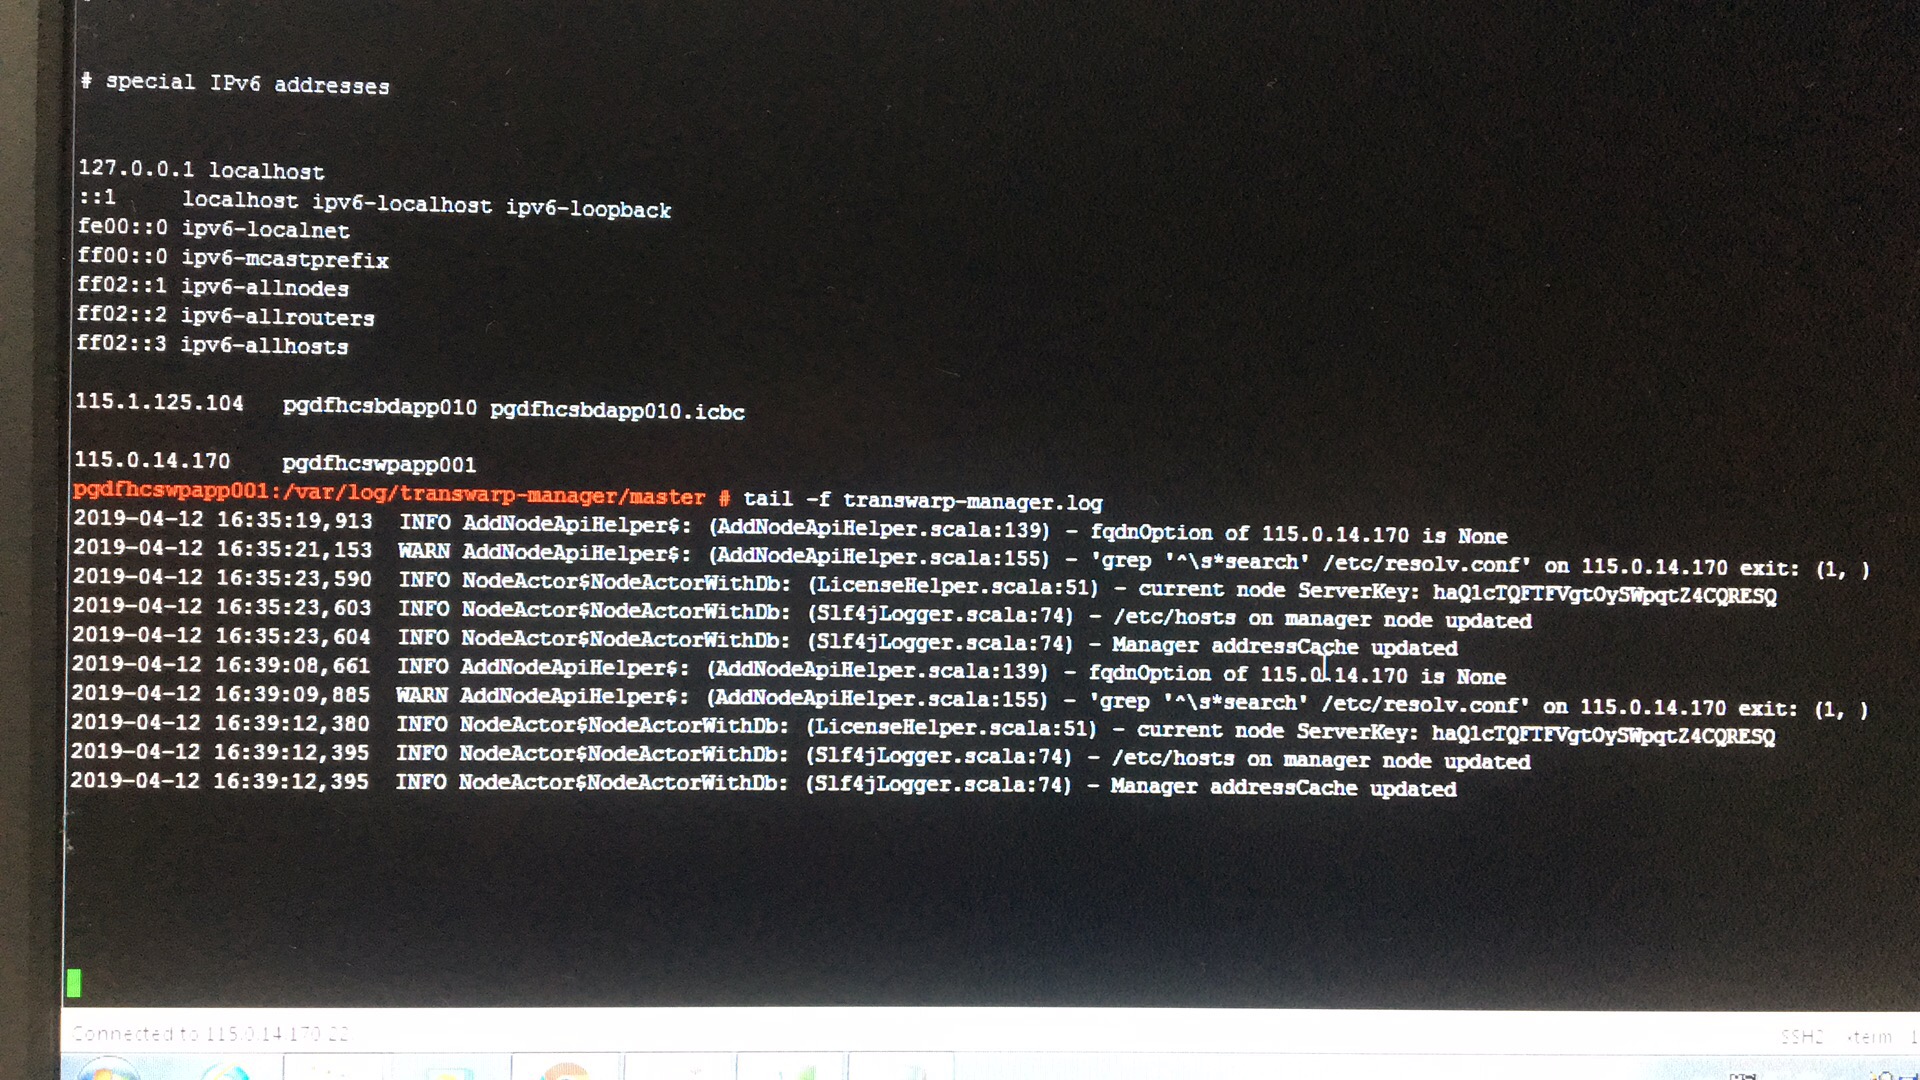 # special IPv6 addresses
127.0.0.1 localhost
::1 localhost ipv6-localhost ipv6-loopback
fe00::0 ipv6-localnet
ff00::0 ipv6-mcastprefix
ff02::1 ipv6-allnodes
ff02::2 ipv6-allrouters
ff02::3 ipv6-allhosts
115.1.125.104 pgdfhcsbdapp010 pgdfhcsbdapp010.icbc
115.0.14.170 pgdfhcswpapp001
pgdfhcswpapp001:/var/log/transwarp-manager/master # tail -f transwarp-manager.log
2019-04-12 16:35:19,913 INFO AddNodeApiHelper$: (AddNodeApiHelper.scala:139) - fqdnOption of 115.0.14.170 is None
2019-04-12 16:35:21,153 WARN AddNodeApiHelper$: (AddNodeApiHelper.scala:155) - 'grep '^\s*search' /etc/resolv.conf' on 115.0.14.170 exit: (1, )
2019-04-12 16:35:23,590 INFO NodeActor$NodeActorWithDb: (LicenseHelper.scala:51) - current node ServerKey: haQ1cTQFTFVgtOySWpqtZ4CQRESQ
2019-04-12 16:35:23,603 INFO NodeActor$NodeActorWithDb: (Slf4jLogger.scala:74) - /etc/hosts on manager node updated
2019-04-12 16:35:23,604 INFO NodeActor$NodeActorWithDb: (Slf4jLogger.scala:74) - Manager addressCache updated
2019-04-12 16:39:08,661 INFO AddNodeApiHelper$: (AddNodeApiHelper.scala:139) - fqdnOption of 115.0.14.170 is None
2019-04-12 16:39:09,885 WARN AddNodeApiHelper$: (AddNodeApiHelper.scala:155) - 'grep '^\s*search' /etc/resolv.conf' on 115.0.14.170 exit: (1, )
2019-04-12 16:39:12,380 INFO NodeActor$NodeActorWithDb: (LicenseHelper.scala:51) - current node ServerKey: haQ1cTQFTFVgtOySWpqtZ4CQRESQ
2019-04-12 16:39:12,395 INFO NodeActor$NodeActorWithDb: (Slf4jLogger.scala:74) - /etc/hosts on manager node updated
2019-04-12 16:39:12,395 INFO NodeActor$NodeActorWithDb: (Slf4jLogger.scala:74) - Manager addressCache updated
Connected to 115.0.14.170:22
SSH2